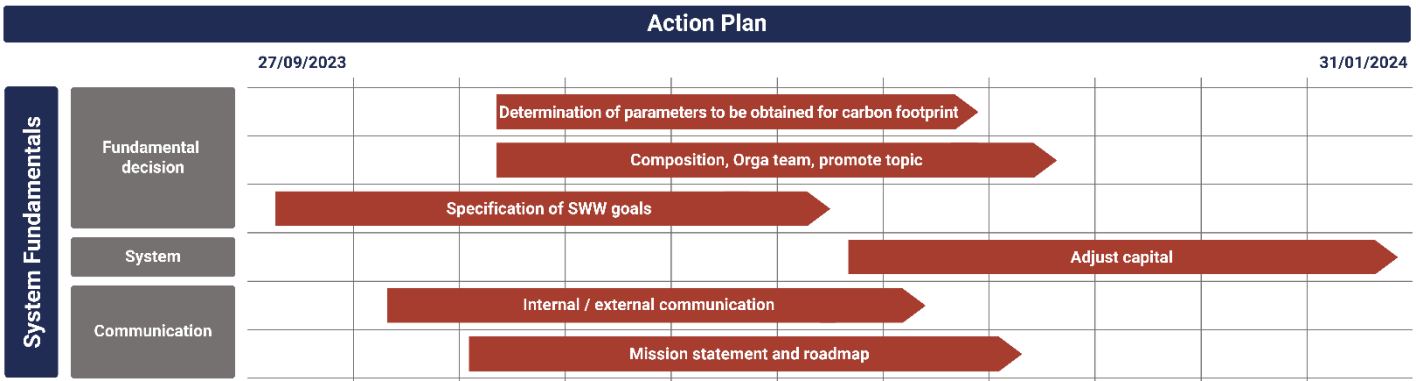 Action Plan
27/09/2023
31/01/2024
System Fundamentals
Fundamental
decision
Determination of parameters to be obtained for carbon footprint
Composition, Orga team, promote topic
Specification of SWW goals
System
Adjust capital
Communication
Internal / external communication
Mission statement and roadmap